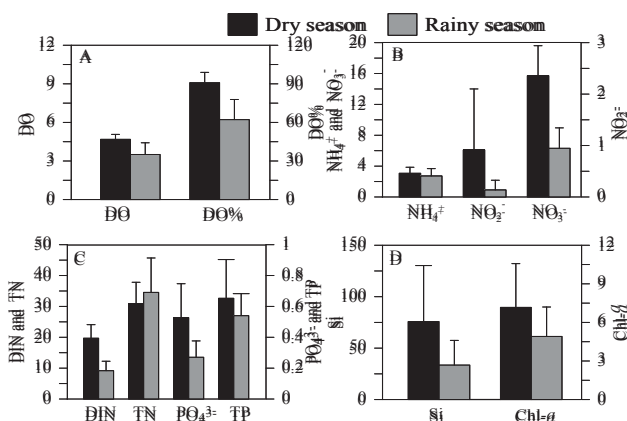 Dry season Rainy season
A
12
9
6
3
0
DO
120
90
60
30
0
DO%
DO DO%
B
20
16
12
8
4
0
NH₄⁺ and NO₃⁻
3
2
1
0
NO₂⁻
NH₄⁺ NO₂⁻ NO₃⁻
C
50
40
30
20
10
0
DIN and TN
1
0.8
0.6
0.4
0.2
0
PO₄³⁻ and TP
DIN TN PO₄³⁻ TP
D
150
100
50
0
Si
12
9
6
3
0
Chl-a
Si Chl-a